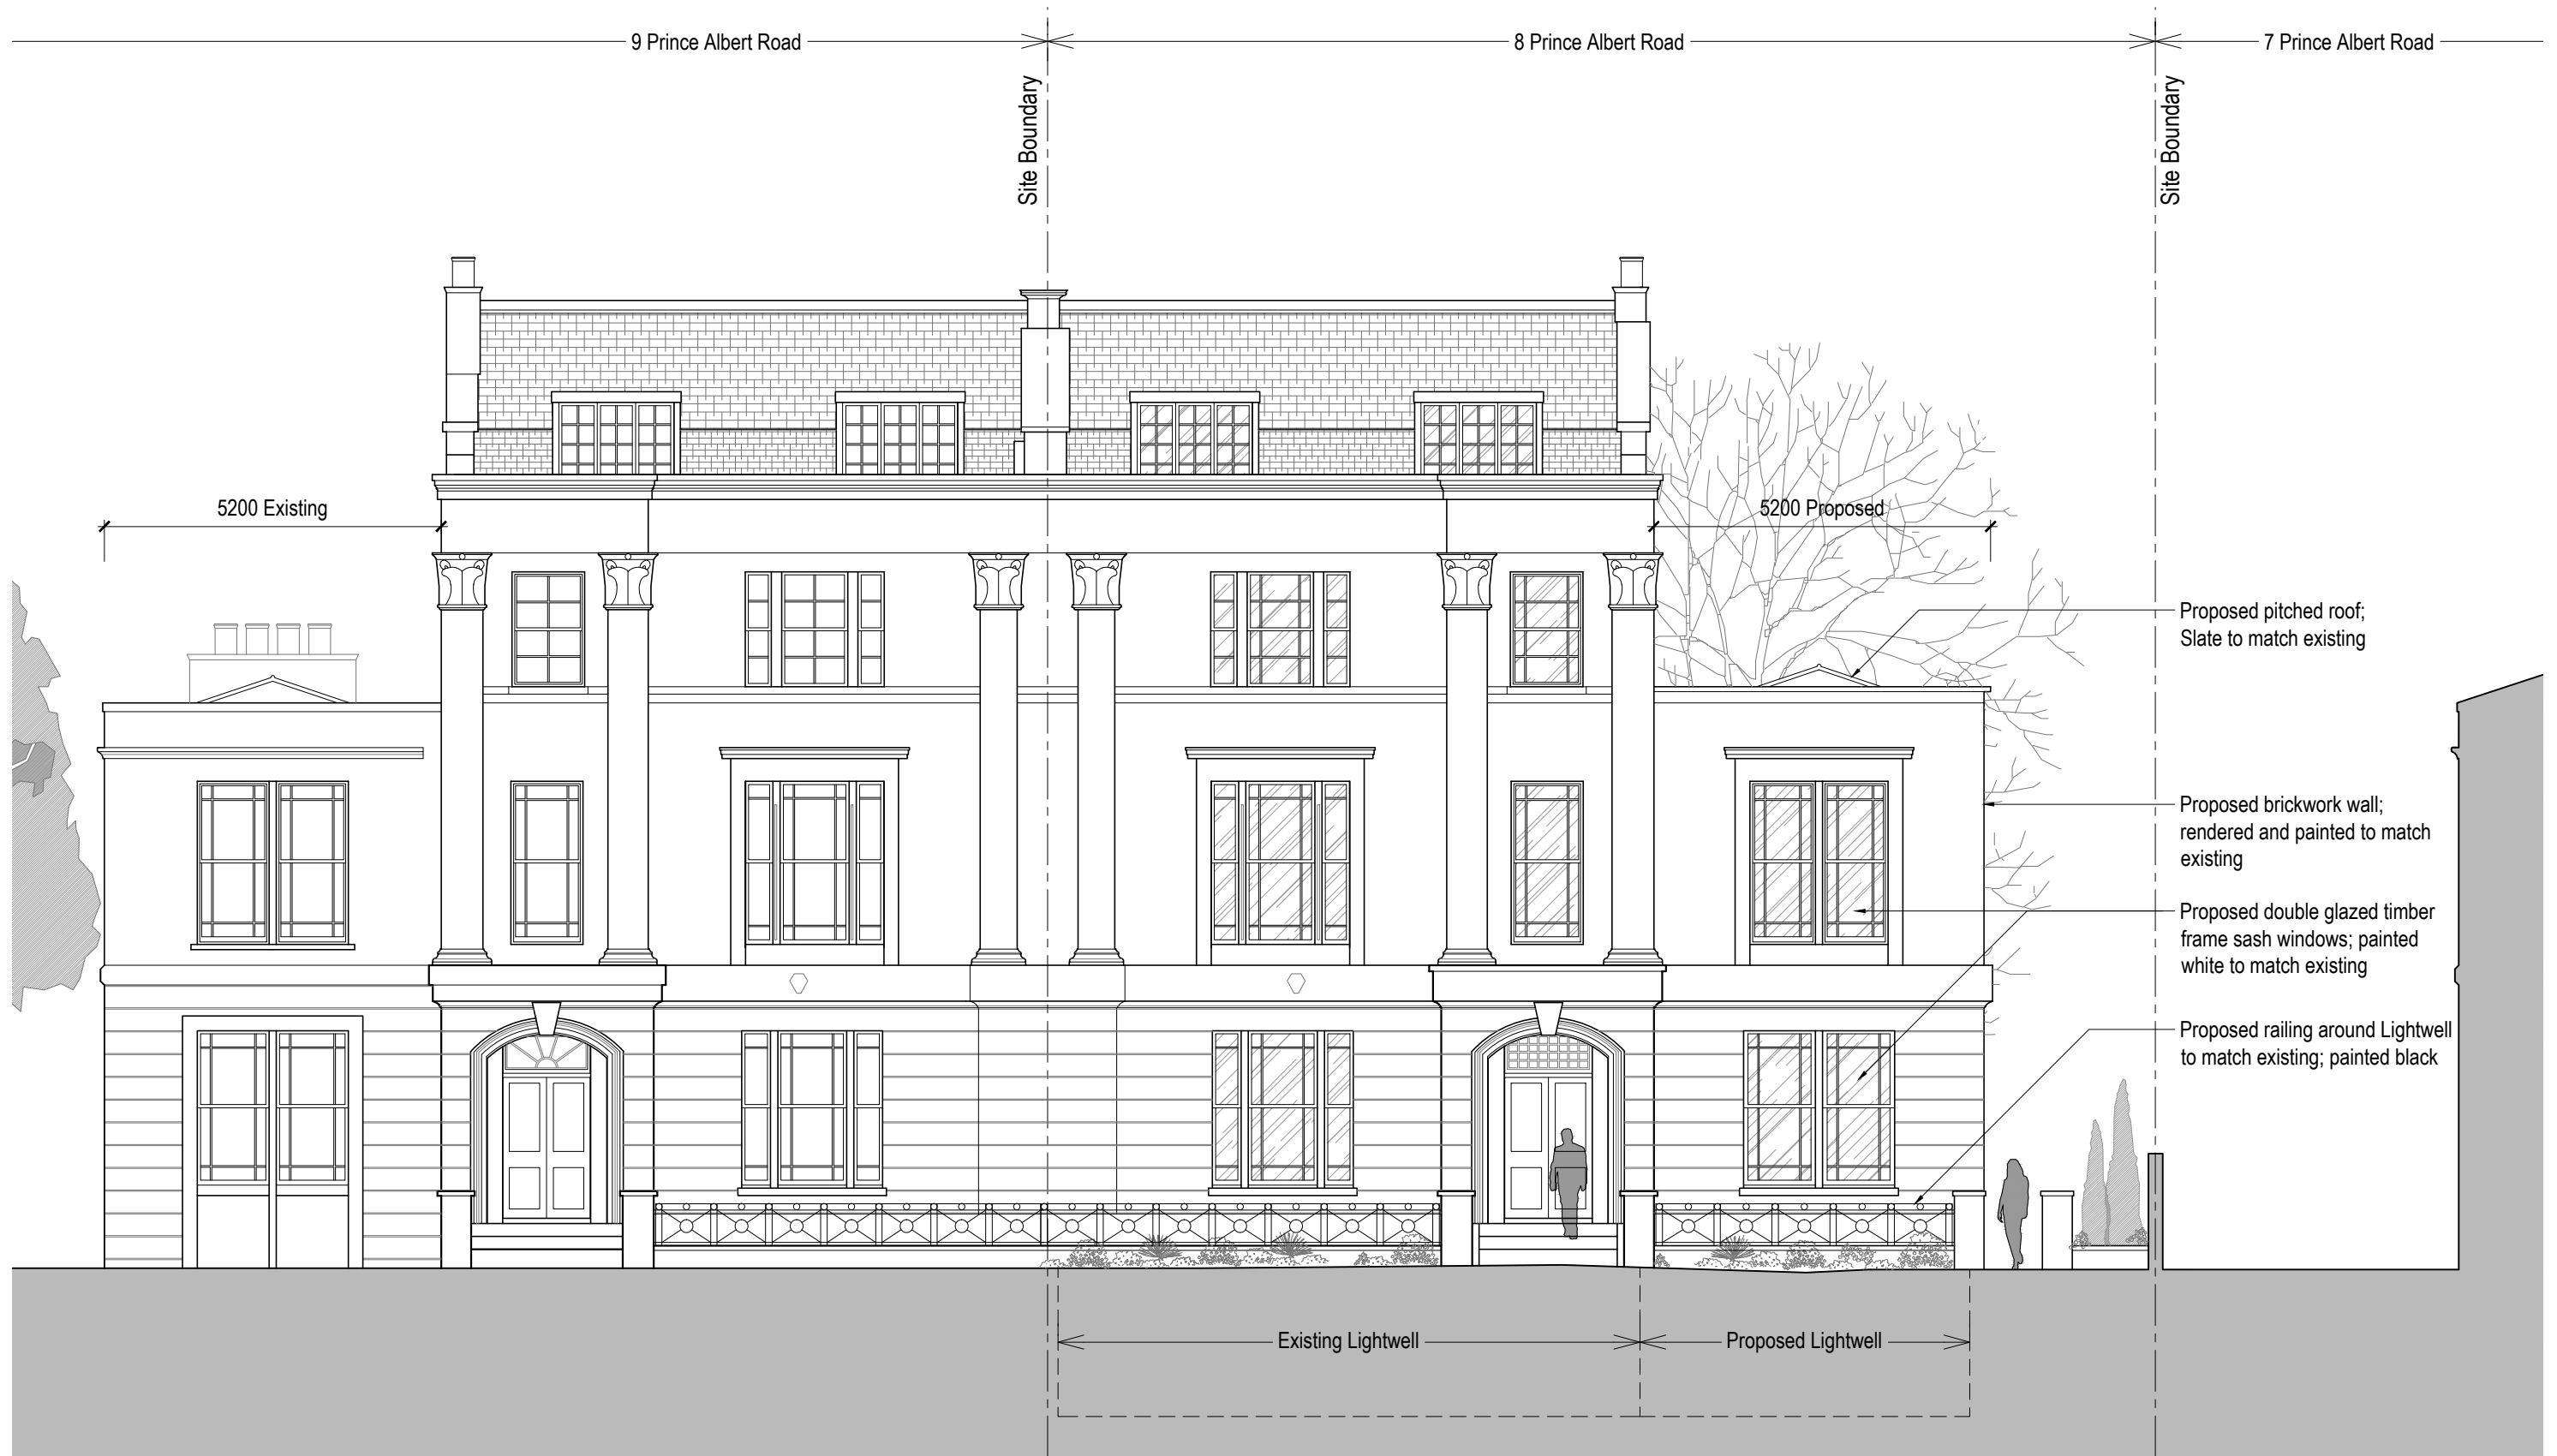 9 Prince Albert Road
8 Prince Albert Road
7 Prince Albert Road
Site Boundary
Site Boundary
5200 Existing
5200 Proposed
Proposed pitched roof;
Slate to match existing
Proposed brickwork wall;
rendered and painted to match
existing
Proposed double glazed timber
frame sash windows; painted
white to match existing
Proposed railing around Lightwell
to match existing; painted black
Existing Lightwell
Proposed Lightwell